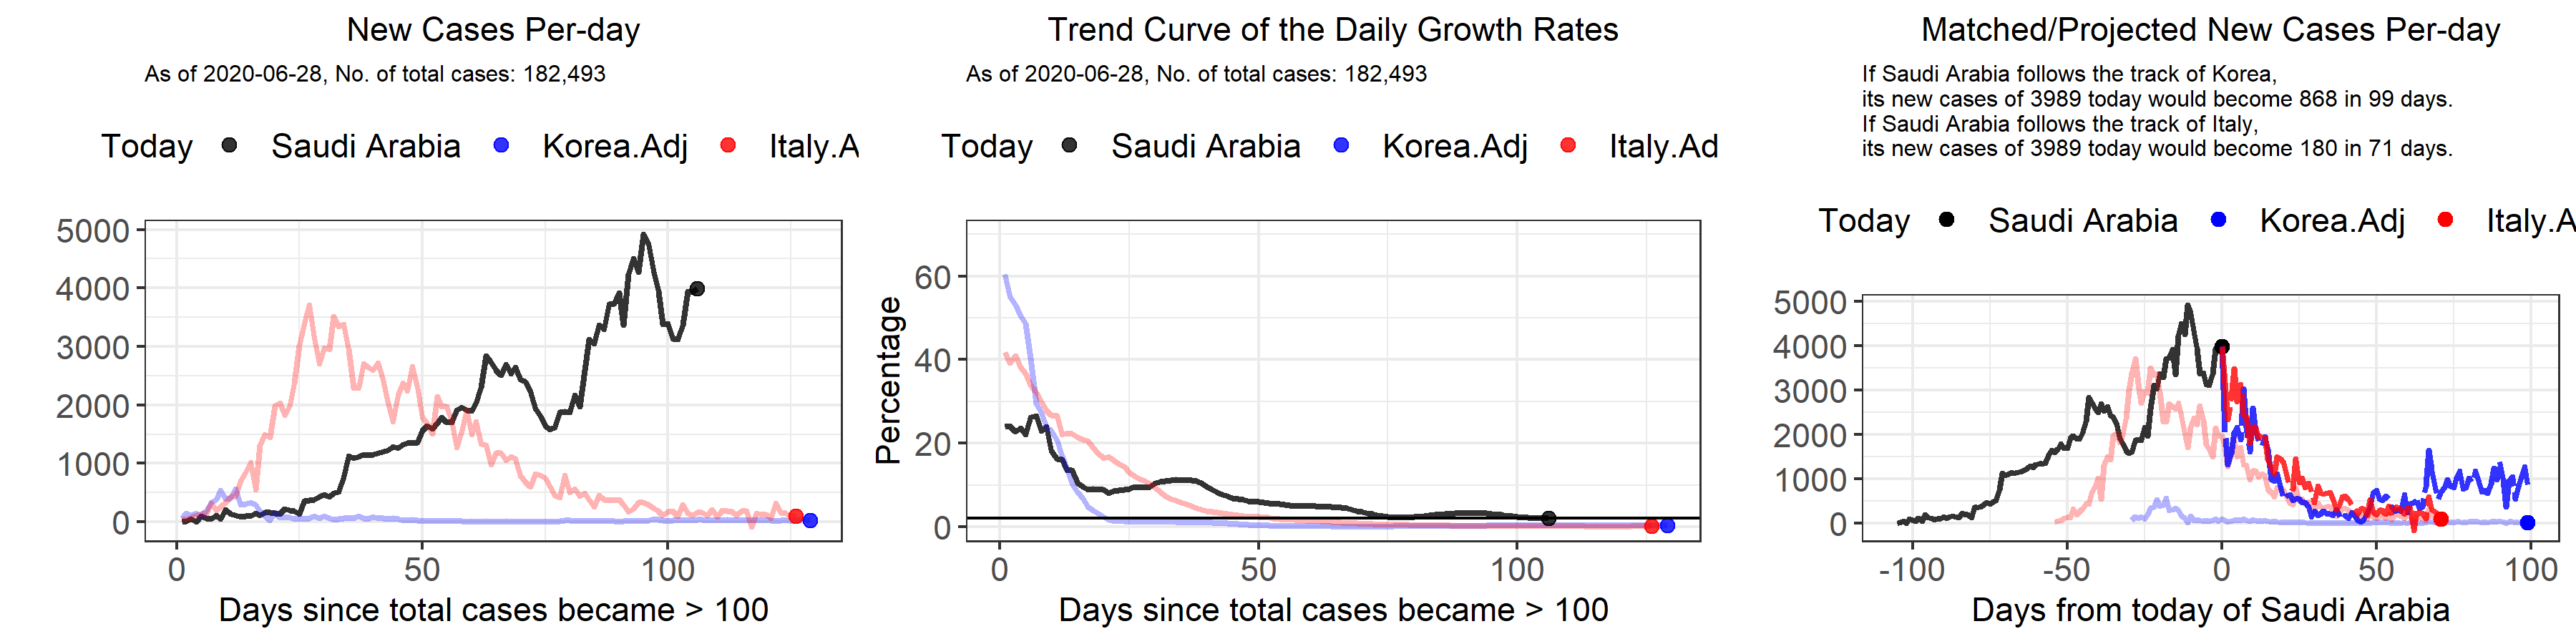 New Cases Per-day
As of 2020-06-28, No. of total cases: 182,493
Today Saudi Arabia Korea.Adj Italy.A
5000
4000
3000
2000
1000
0
0 50 100
Days since total cases became > 100
Trend Curve of the Daily Growth Rates
As of 2020-06-28, No. of total cases: 182,493
Today Saudi Arabia Korea.Adj Italy.Ad
Percentage
60
40
20
0
0 50 100
Days since total cases became > 100
Matched/Projected New Cases Per-day
If Saudi Arabia follows the track of Korea,
its new cases of 3989 today would become 868 in 99 days.
If Saudi Arabia follows the track of Italy,
its new cases of 3989 today would become 180 in 71 days.
Today Saudi Arabia Korea.Adj Italy.A
5000
4000
3000
2000
1000
0
-100 -50 0 50 100
Days from today of Saudi Arabia